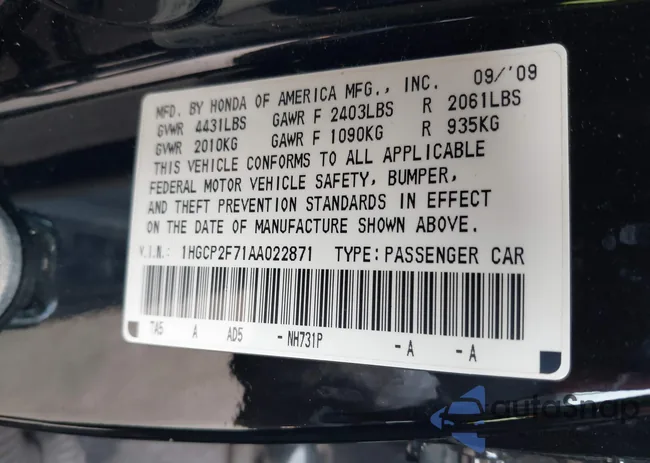 MFD. BY HONDA OF AMERICA MFG., INC. 09/'09
GVWR 4431LBS GAWR F 2403LBS R 2061LBS
GVWR 2010KG GAWR F 1090KG R 935KG
THIS VEHICLE CONFORMS TO ALL APPLICABLE
FEDERAL MOTOR VEHICLE SAFETY, BUMPER,
AND THEFT PREVENTION STANDARDS IN EFFECT
ON THE DATE OF MANUFACTURE SHOWN ABOVE.
V.I.N.: 1HGCP2F71AA022871 TYPE: PASSENGER CAR
TA5 A AD5 -NH731P -A -A
autoSnap